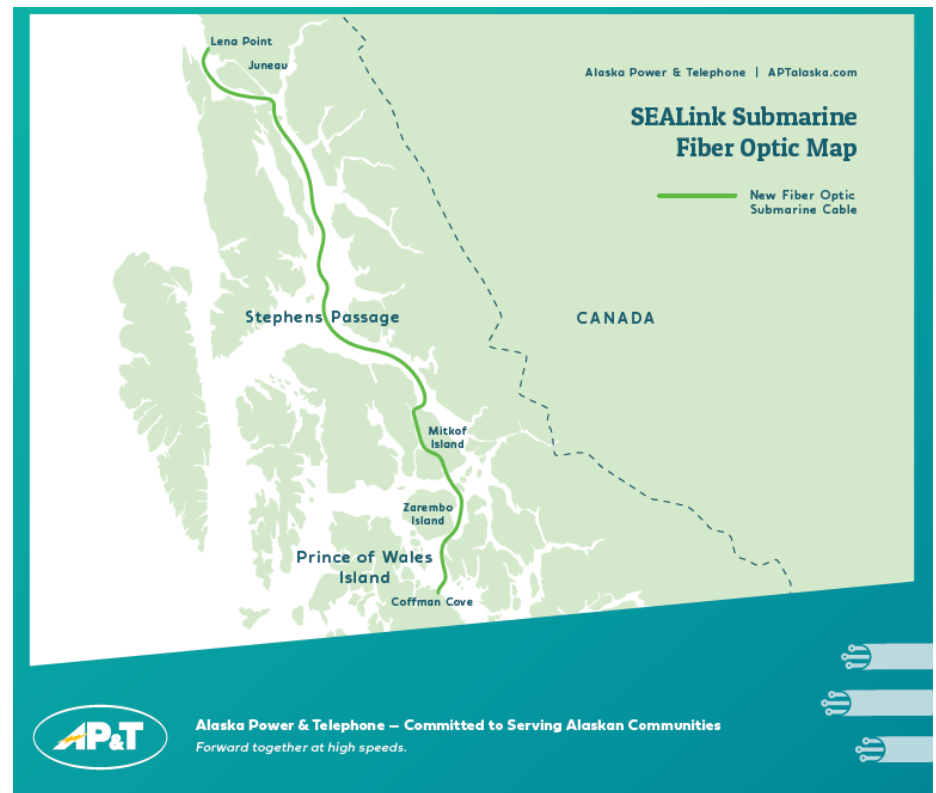 Lena Point
Juneau
Alaska Power & Telephone | APTalaska.com
SEALink Submarine
Fiber Optic Map
New Fiber Optic
Submarine Cable
Stephens Passage
CANADA
Mitkof
Island
Zarembo
Island
Prince of Wales
Island
Coffman Cove
AP&T
Alaska Power & Telephone – Committed to Serving Alaskan Communities
Forward together at high speeds.